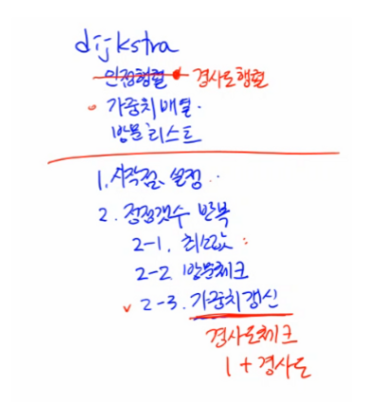 dijkstra
인접행렬 경사도행렬
가중치배열.
방문리스트
1. 시작점 설정..
2. 정점갯수 반복
2-1. 최소값 :
2-2 방문체크
v 2-3. 가중치갱신
경사도체크
1 + 경사도